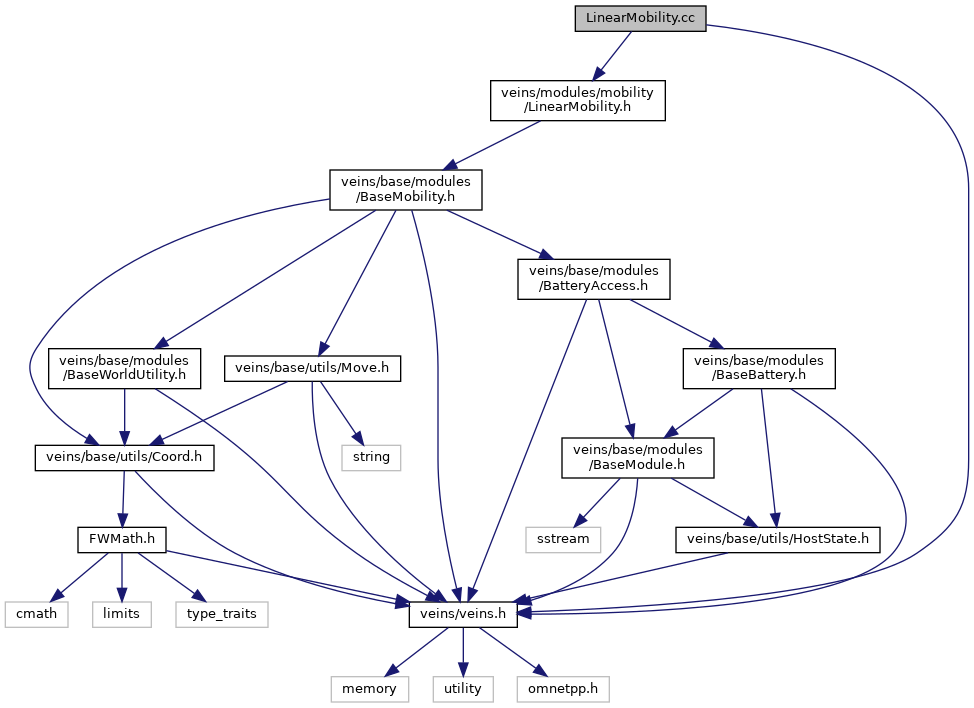 LinearMobility.cc
veins/modules/mobility
/LinearMobility.h
veins/base/modules
/BaseMobility.h
veins/base/modules
/BatteryAccess.h
veins/base/modules
/BaseWorldUtility.h
veins/base/utils/Move.h
veins/base/modules
/BaseBattery.h
veins/base/utils/Coord.h
string
veins/base/modules
/BaseModule.h
FWMath.h
sstream
veins/base/utils/HostState.h
cmath
limits
type_traits
veins/veins.h
memory
utility
omnetpp.h